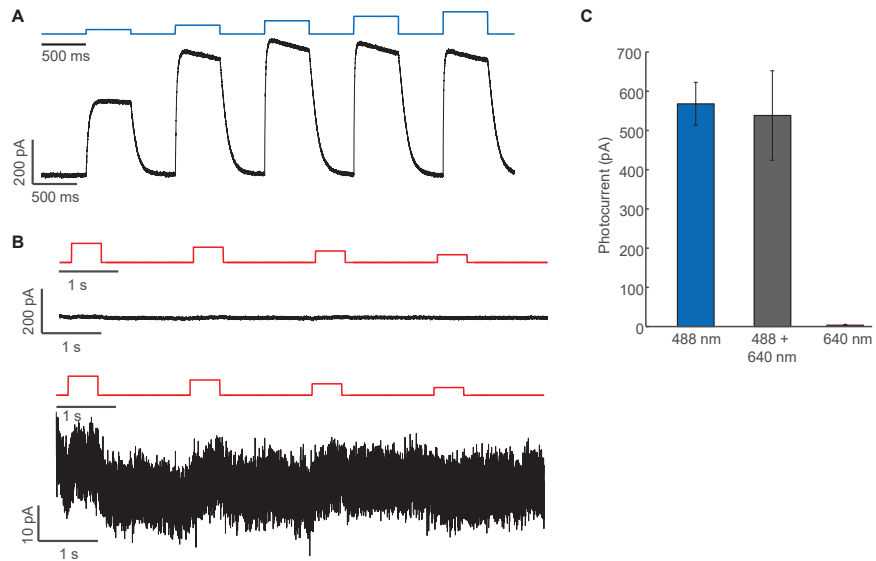 A
500 ms
200 pA
500 ms
B
1 s
200 pA
1 s
1 s
10 pA
1 s
C
700
600
500
400
300
200
100
0
Photocurrent (pA)
488 nm
488 +
640 nm
640 nm